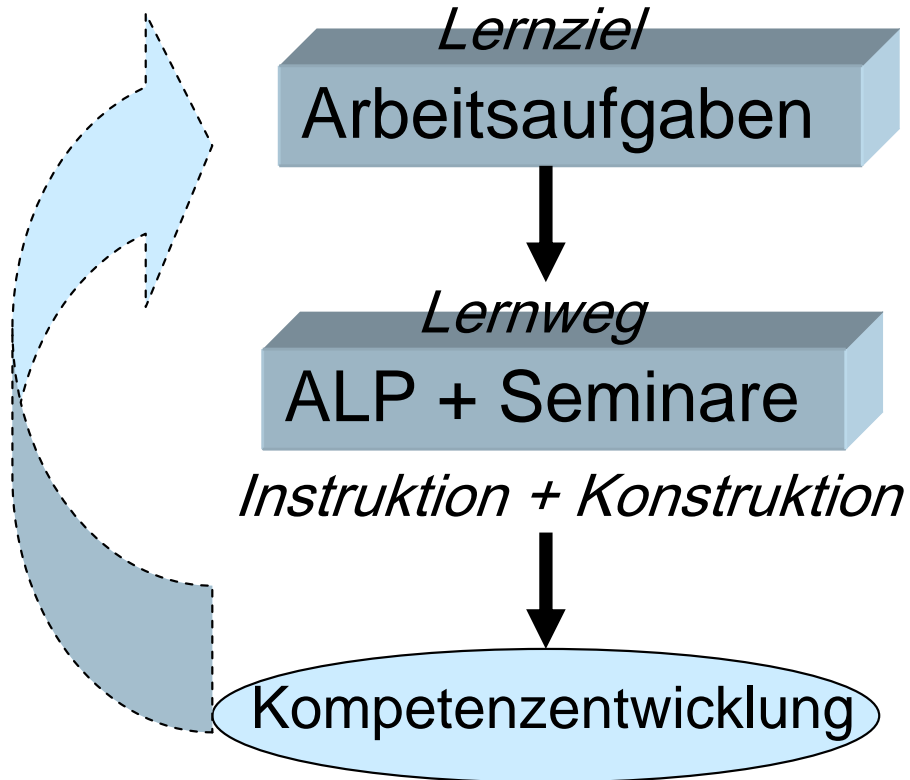 Lernziel
Arbeitsaufgaben
Lernweg
ALP + Seminare
Instruktion + Konstruktion
Kompetenzentwicklung